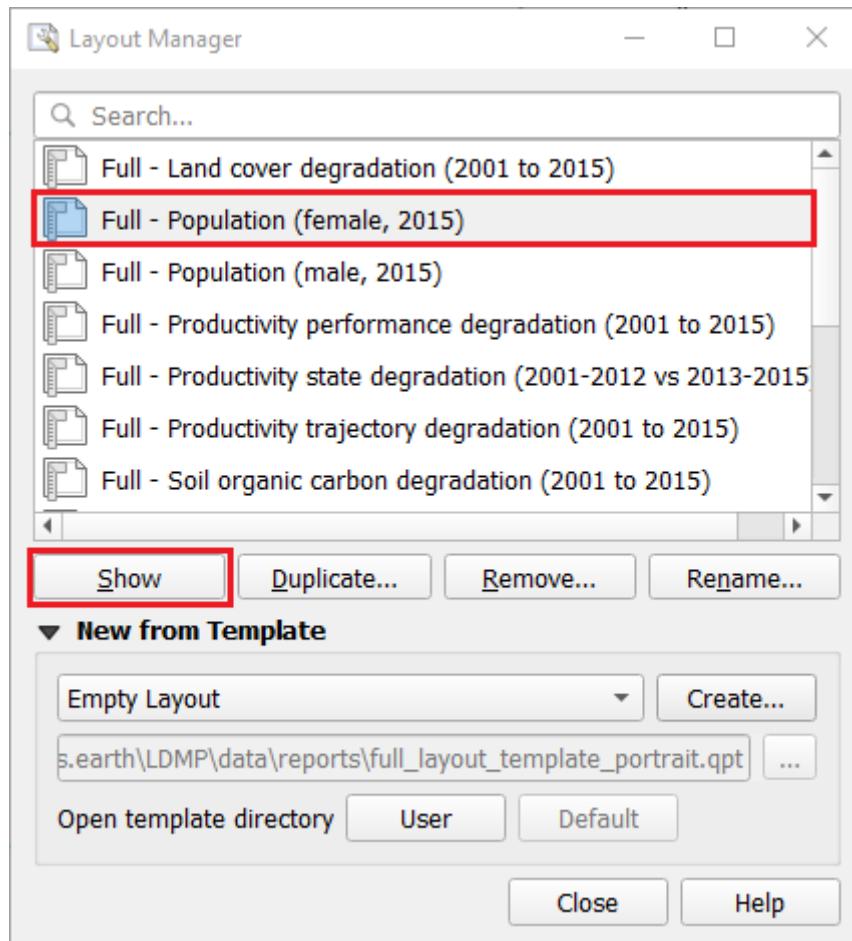 Layout Manager
Search...
Full - Land cover degradation (2001 to 2015)
Full - Population (female, 2015)
Full - Population (male, 2015)
Full - Productivity performance degradation (2001 to 2015)
Full - Productivity state degradation (2001-2012 vs 2013-2015
Full - Productivity trajectory degradation (2001 to 2015)
Full - Soil organic carbon degradation (2001 to 2015)
Show Duplicate... Remove... Rename...
New from Template
Empty Layout Create...
s.earth\LDMP\data\reports\full_layout_template_portrait.qpt ...
Open template directory User Default
Close Help